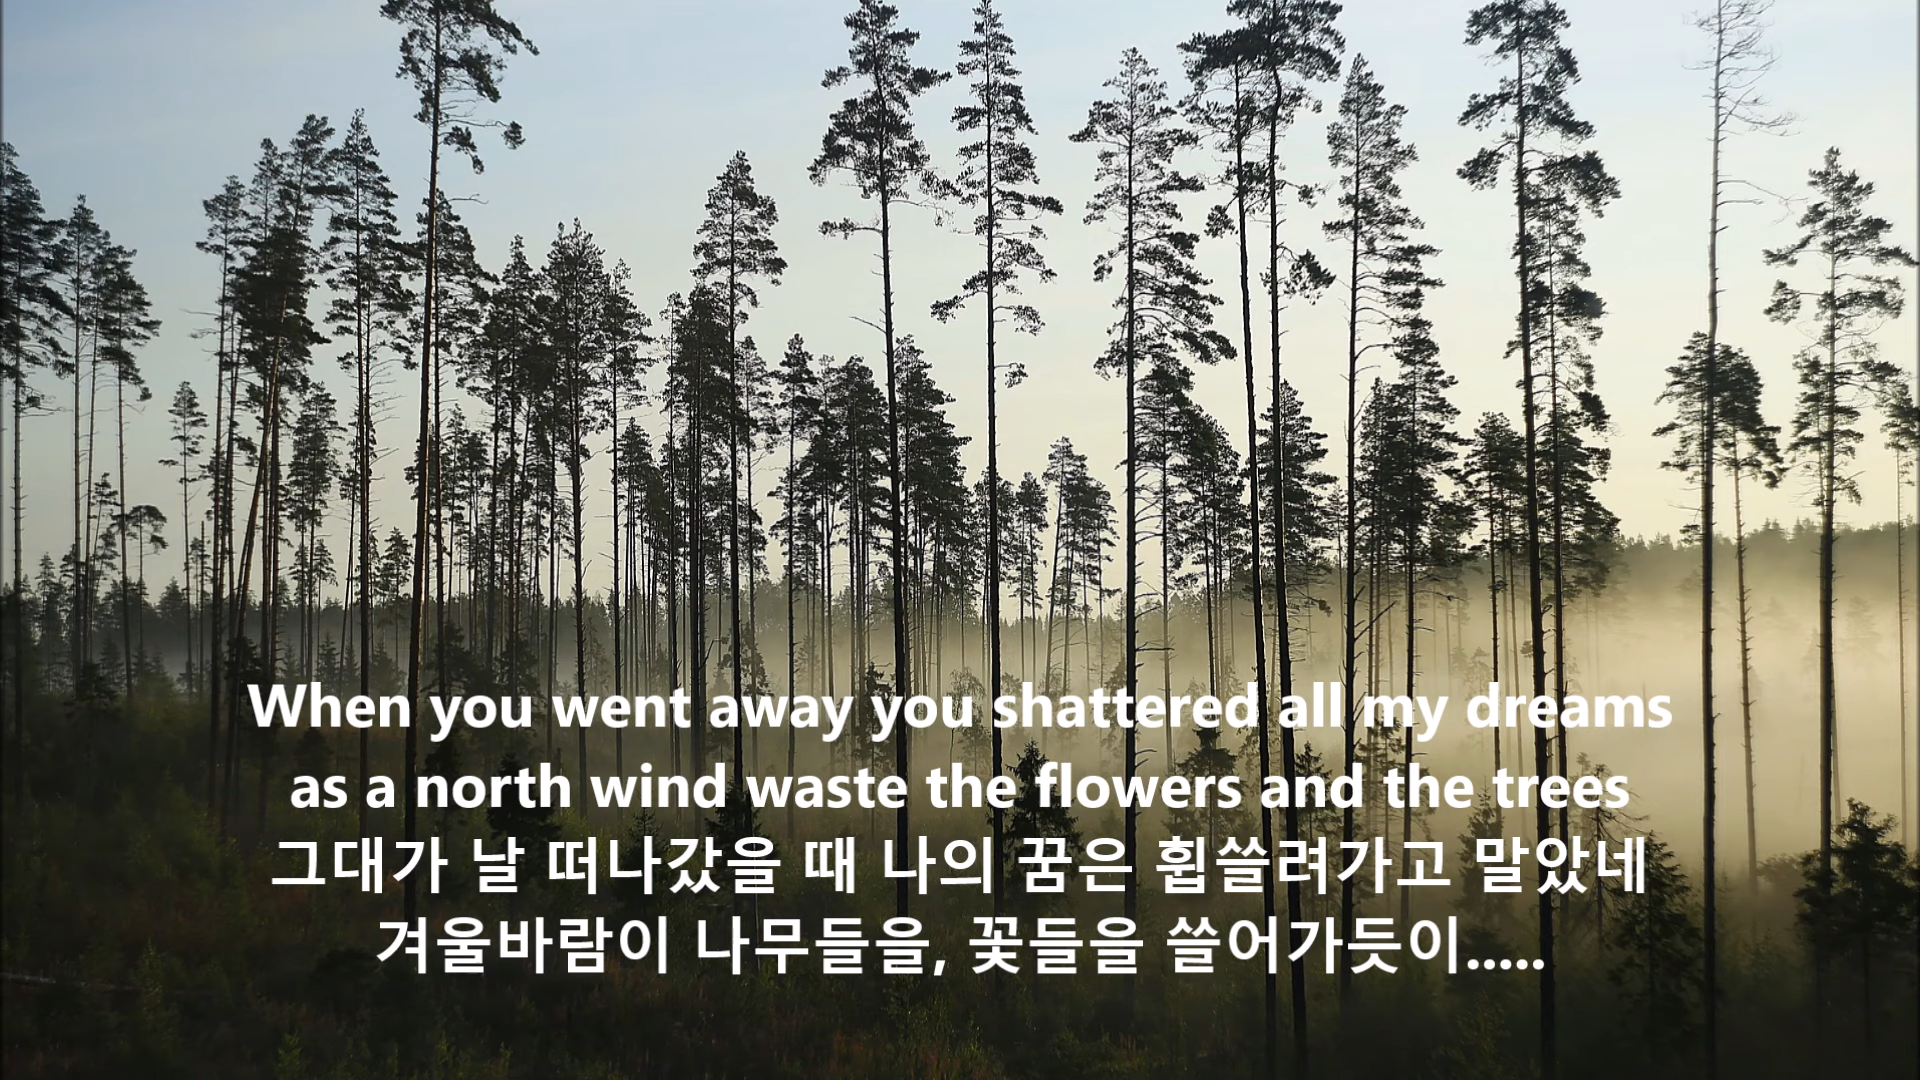 When you went away you shattered all my dreams
as a north wind waste the flowers and the trees
그대가 날 떠나갔을 때 나의 꿈은 휩쓸려가고 말았네
겨울바람이 나무들을, 꽃들을 쓸어가듯이.....